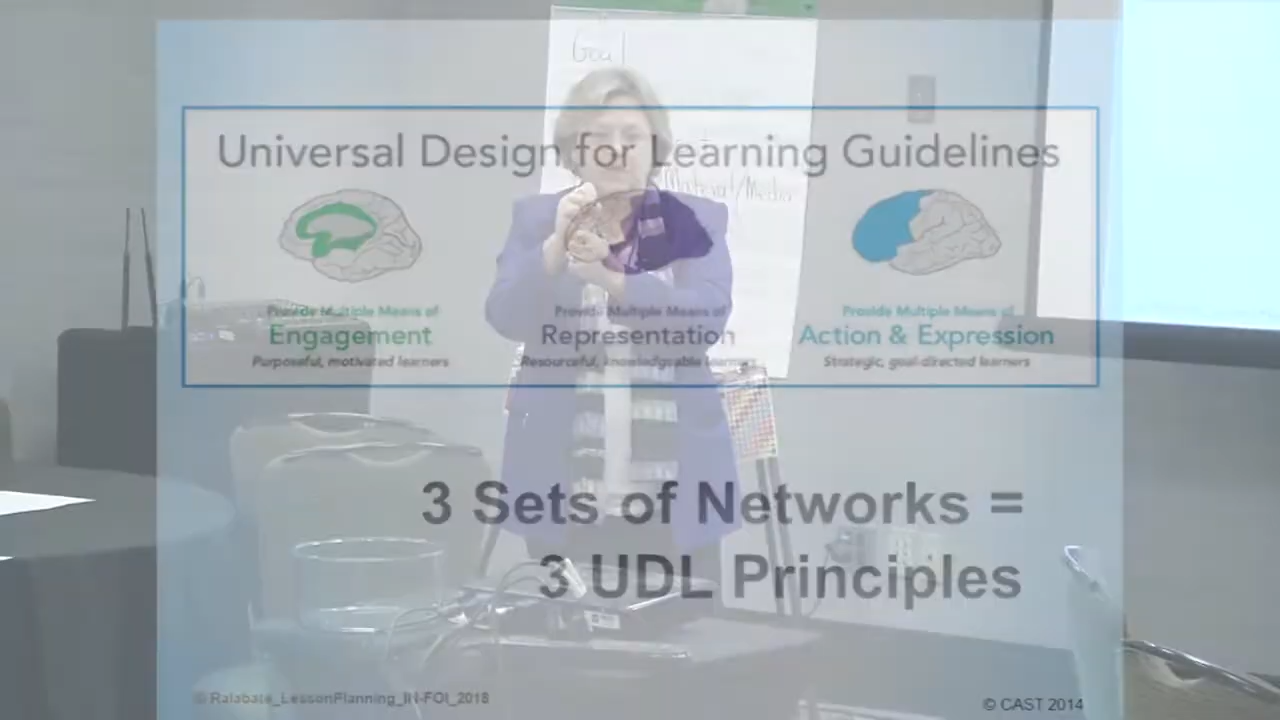 Goal
Universal Design for Learning Guidelines
Material/Media
Provide Multiple Means of
Engagement
Purposeful, motivated learners
Provide Multiple Means of
Representation
Resourceful, knowledgeable learners
Provide Multiple Means of
Action & Expression
Strategic, goal-directed learners
3 Sets of Networks =
3 UDL Principles
© Ralabate_LessonPlanning_IN-FOI_2018
© CAST 2014